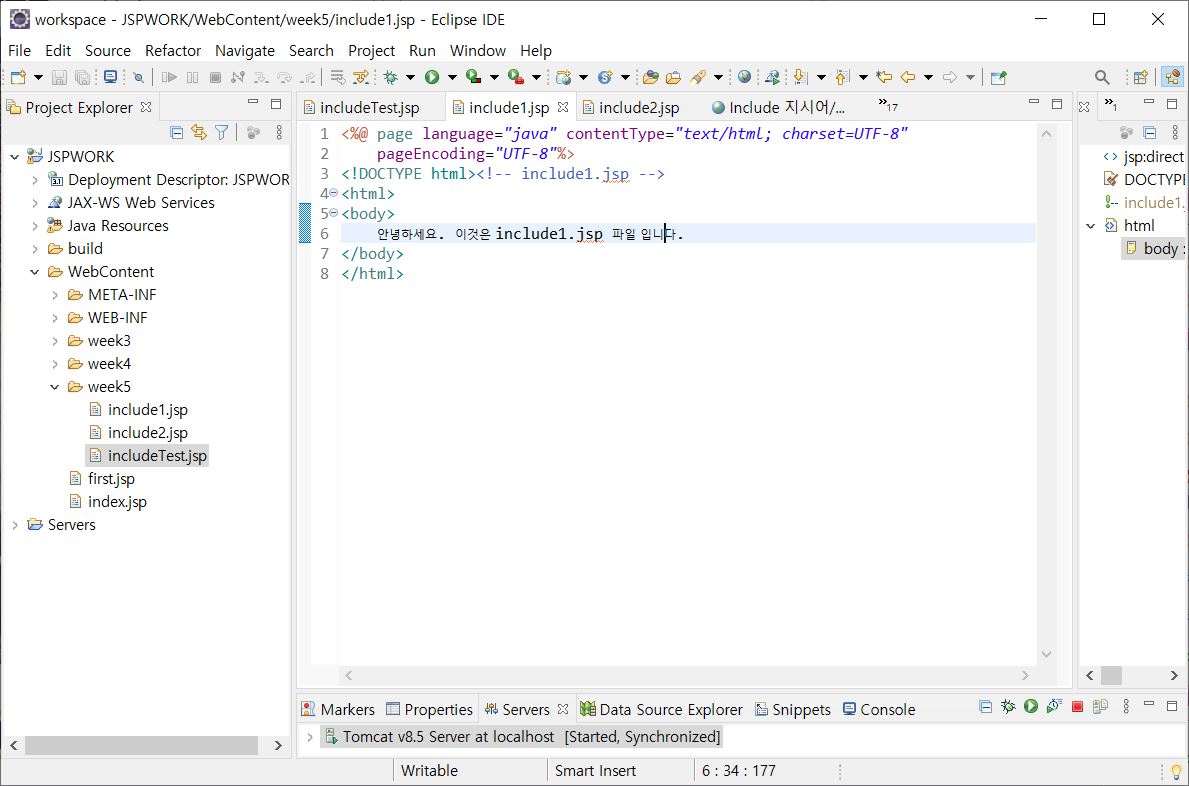 workspace - JSPWORK/WebContent/week5/include1.jsp - Eclipse IDE
File Edit Source Refactor Navigate Search Project Run Window Help
Project Explorer
JSPWORK
Deployment Descriptor: JSPWOR
JAX-WS Web Services
Java Resources
build
WebContent
META-INF
WEB-INF
week3
week4
week5
include1.jsp
include2.jsp
includeTest.jsp
first.jsp
index.jsp
Servers
includeTest.jsp include1.jsp include2.jsp Include 지시어/... »17
1 <%@ page language="java" contentType="text/html; charset=UTF-8"
2 pageEncoding="UTF-8"%>
3 <!DOCTYPE html><!-- include1.jsp -->
4 <html>
5 <body>
6 안녕하세요. 이것은 include1.jsp 파일 입니다.
7 </body>
8 </html>
»1
jsp:direct
DOCTYPI
include1.
html
body :
Markers Properties Servers Data Source Explorer Snippets Console
Tomcat v8.5 Server at localhost [Started, Synchronized]
Writable Smart Insert 6 : 34 : 177